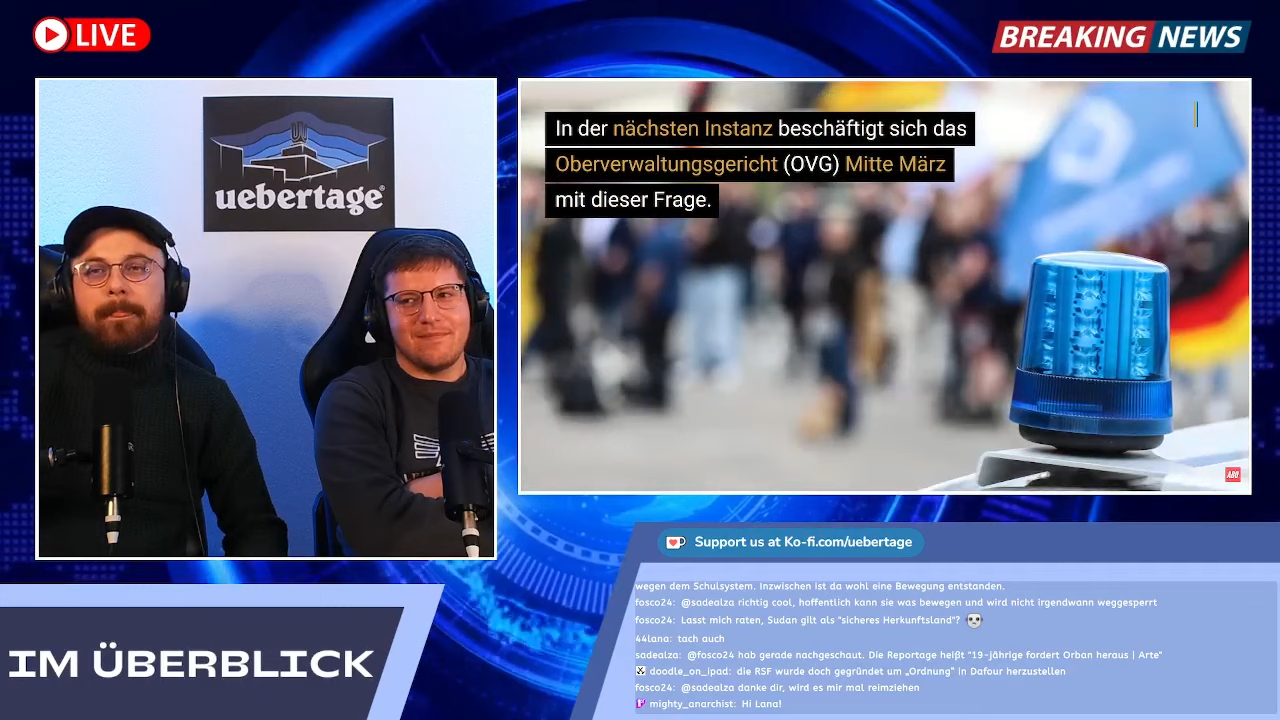 LIVE
BREAKING NEWS
uebertage®
In der nächsten Instanz beschäftigt sich das
Oberverwaltungsgericht (OVG) Mitte März
mit dieser Frage.
ABO
Support us at Ko-fi.com/uebertage
wegen dem Schulsystem. Inzwischen ist da wohl eine Bewegung entstanden.
fosco24: @sadealza richtig cool, hoffentlich kann sie was bewegen und wird nicht irgendwann weggesperrt
fosco24: Lasst mich raten, Sudan gilt als "sicheres Herkunftsland"?
44lana: tach auch
sadealza: @fosco24 hab gerade nachgeschaut. Die Reportage heißt "19-jährige fordert Orban heraus | Arte"
doodle_on_ipad: die RSF wurde doch gegründet um „Ordnung" in Dafour herzustellen
fosco24: @sadealza danke dir, wird es mir mal reimziehen
mighty_anarchist: Hi Lana!
IM ÜBERBLICK